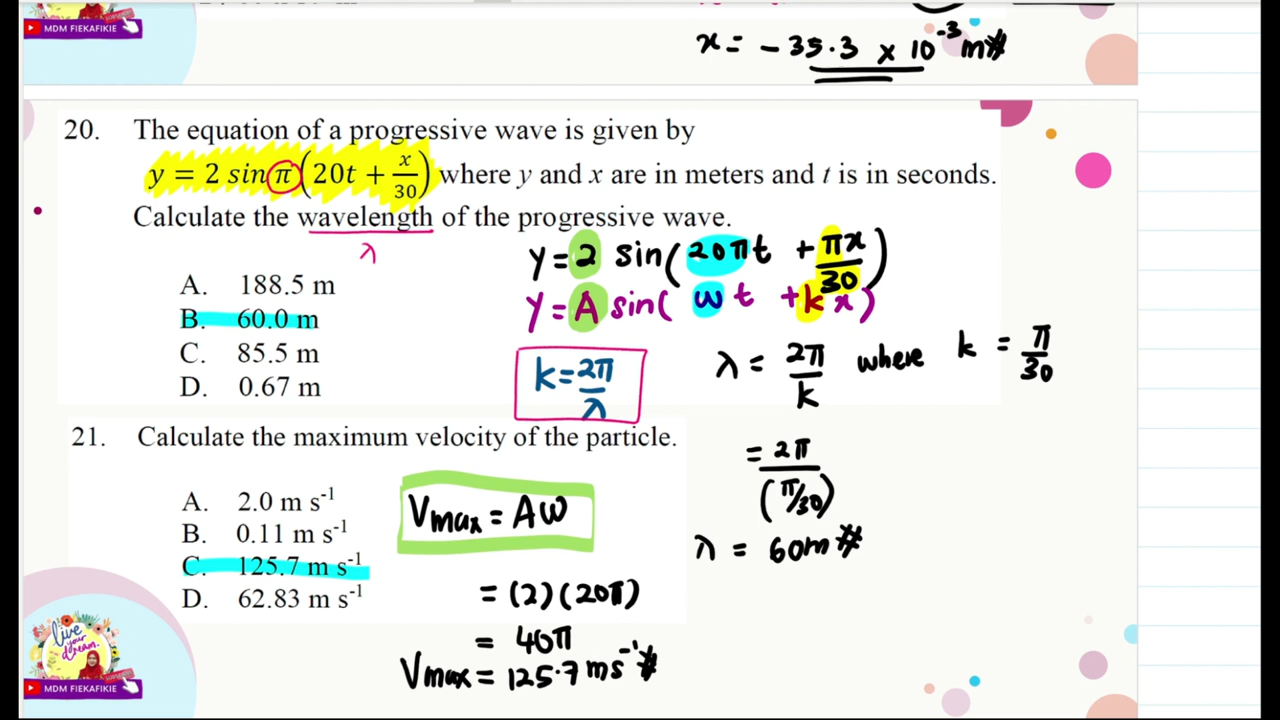 MDM FIEKAFIKIE
x = - 35.3 x 10⁻³ m#
20. The equation of a progressive wave is given by
y = 2 sin π (20t + x/30) where y and x are in meters and t is in seconds.
Calculate the wavelength of the progressive wave.
λ
A. 188.5 m
B. 60.0 m
C. 85.5 m
D. 0.67 m
y = 2 sin( 20πt + πx/30 )
y = A sin( ωt + kx )
k = 2π/λ
λ = 2π/k where k = π/30
= 2π/(π/30)
λ = 60m#
21. Calculate the maximum velocity of the particle.
A. 2.0 m s⁻¹
B. 0.11 m s⁻¹
C. 125.7 m s⁻¹
D. 62.83 m s⁻¹
Vmax = Aω
= (2)(20π)
= 40π
Vmax = 125.7 ms⁻¹#
live your dream.
MDM FIEKAFIKIE